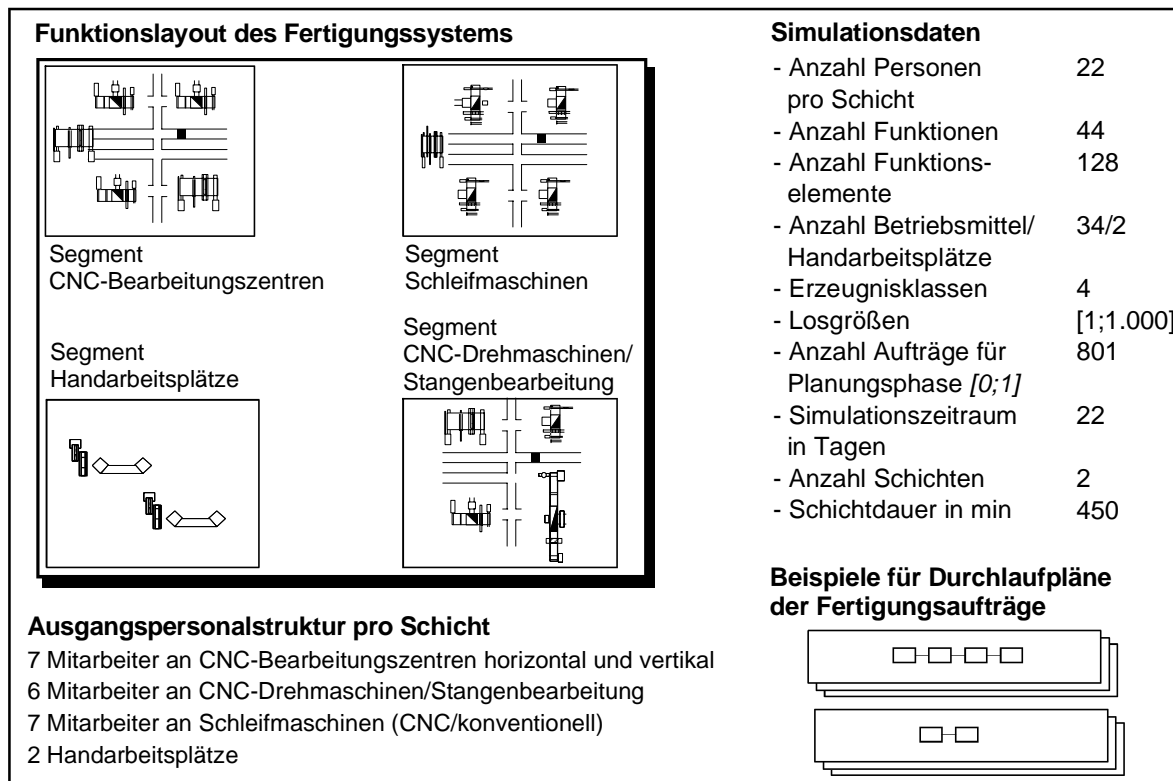 Funktionslayout des Fertigungssystems
Segment
CNC-Bearbeitungszentren
Segment
Schleifmaschinen
Segment
Handarbeitsplätze
Segment
CNC-Drehmaschinen/
Stangenbearbeitung
Ausgangspersonalstruktur pro Schicht
7 Mitarbeiter an CNC-Bearbeitungszentren horizontal und vertikal
6 Mitarbeiter an CNC-Drehmaschinen/Stangenbearbeitung
7 Mitarbeiter an Schleifmaschinen (CNC/konventionell)
2 Handarbeitsplätze
Simulationsdaten
- Anzahl Personen 22
pro Schicht
- Anzahl Funktionen 44
- Anzahl Funktions- 128
elemente
- Anzahl Betriebsmittel/ 34/2
Handarbeitsplätze
- Erzeugnisklassen 4
- Losgrößen [1;1.000]
- Anzahl Aufträge für 801
Planungsphase [0;1]
- Simulationszeitraum 22
in Tagen
- Anzahl Schichten 2
- Schichtdauer in min 450
Beispiele für Durchlaufpläne
der Fertigungsaufträge